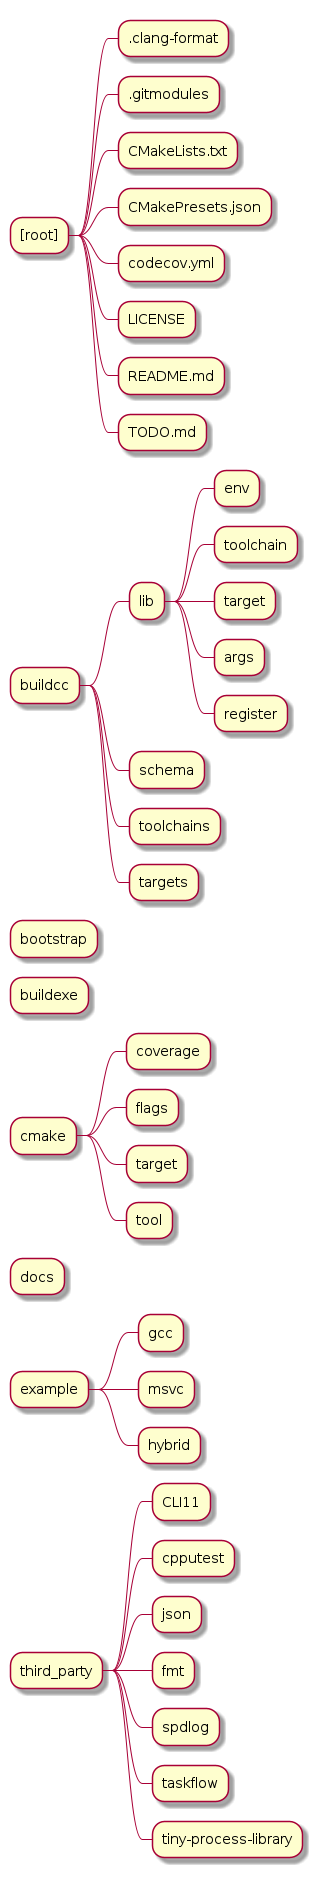 [root]
.clang-format
.gitmodules
CMakeLists.txt
CMakePresets.json
codecov.yml
LICENSE
README.md
TODO.md
buildcc
lib
env
toolchain
target
args
register
schema
toolchains
targets
bootstrap
buildexe
cmake
coverage
flags
target
tool
docs
example
gcc
msvc
hybrid
third_party
CLI11
cpputest
json
fmt
spdlog
taskflow
tiny-process-library